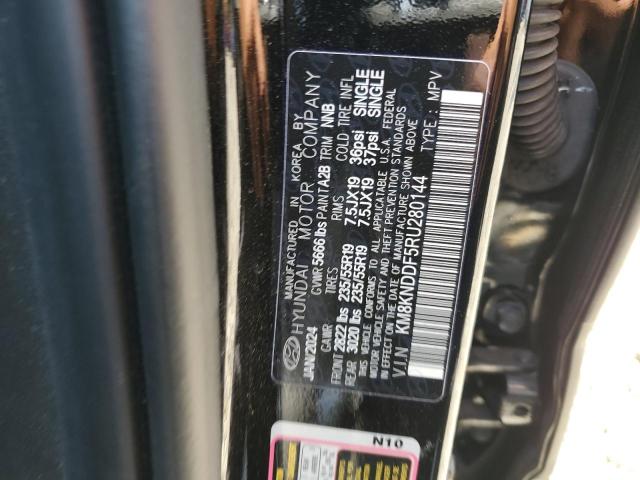 MANUFACTURED IN KOREA BY
HYUNDAI MOTOR COMPANY
JAN/2024 GVWR 5666 lbs PAINT A2B TRIM NNB
GAWR TIRES RIMS COLD TIRE INFL
FRONT 2822 lbs 235/55R19 7.5JX19 36psi SINGLE
REAR 3020 lbs 235/55R19 7.5JX19 37psi SINGLE
THIS VEHICLE CONFORMS TO ALL APPLICABLE U.S.A. FEDERAL
MOTOR VEHICLE SAFETY AND THEFT PREVENTION STANDARDS
IN EFFECT ON THE DATE OF MANUFACTURE SHOWN ABOVE
V.I.N KM8KNDDF5RU280144 TYPE : MPV
N10